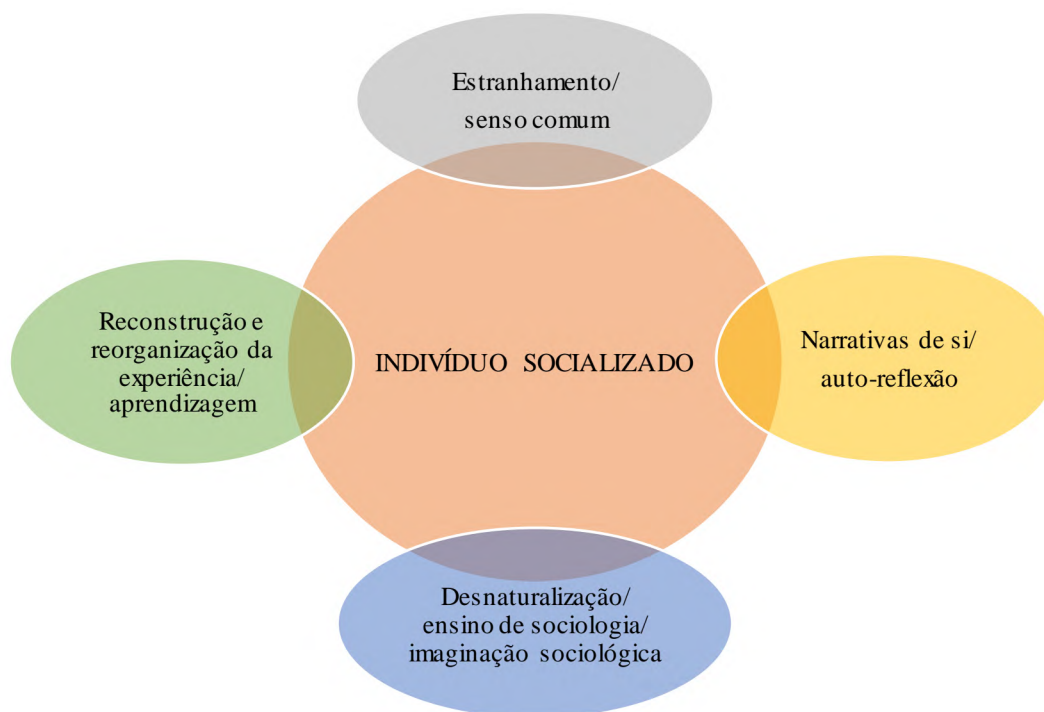 Estranhamento/
senso comum
Reconstrução e
reorganização da
experiência/
aprendizagem
INDIVÍDUO SOCIALIZADO
Narrativas de si/
auto-reflexão
Desnaturalização/
ensino de sociologia/
imaginação sociológica